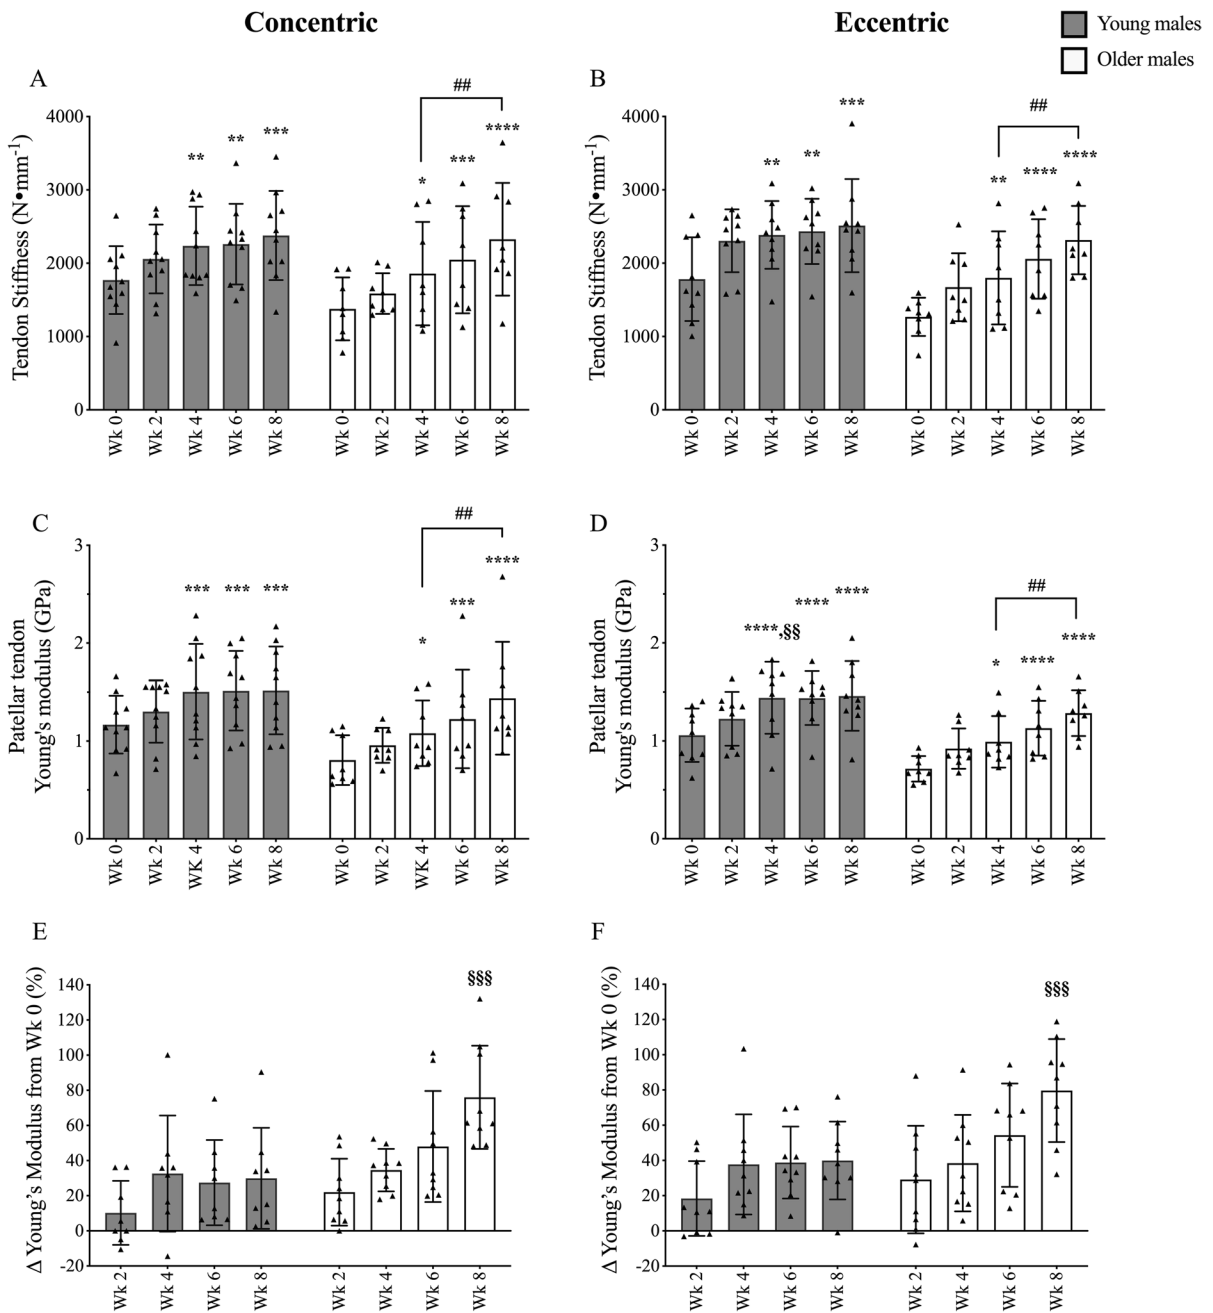 Concentric
Eccentric
Young males
Older males
A
Tendon Stiffness (N•mm-1)
4000
3000
2000
1000
0
**
**
***
*
***
****
##
Wk 0
Wk 2
Wk 4
Wk 6
Wk 8
Wk 0
Wk 2
Wk 4
Wk 6
Wk 8
B
Tendon Stiffness (N•mm-1)
4000
3000
2000
1000
0
**
**
***
**
****
****
##
Wk 0
Wk 2
Wk 4
Wk 6
Wk 8
Wk 0
Wk 2
Wk 4
Wk 6
Wk 8
C
Patellar tendon
Young's modulus (GPa)
3
2
1
0
***
***
***
*
***
****
##
Wk 0
Wk 2
WK 4
Wk 6
Wk 8
Wk 0
Wk 2
WK 4
Wk 6
Wk 8
D
Patellar tendon
Young's modulus (GPa)
3
2
1
0
****,§§
****
****
*
****
****
##
Wk 0
Wk 2
Wk 4
Wk 6
Wk 8
Wk 0
Wk 2
Wk 4
Wk 6
Wk 8
E
Δ Young's Modulus from Wk 0 (%)
140
120
100
80
60
40
20
0
-20
§§§
Wk 2
Wk 4
Wk 6
Wk 8
Wk 2
Wk 4
Wk 6
Wk 8
F
Δ Young's Modulus from Wk 0 (%)
140
120
100
80
60
40
20
0
-20
§§§
Wk 2
Wk 4
Wk 6
Wk 8
Wk 2
Wk 4
Wk 6
Wk 8